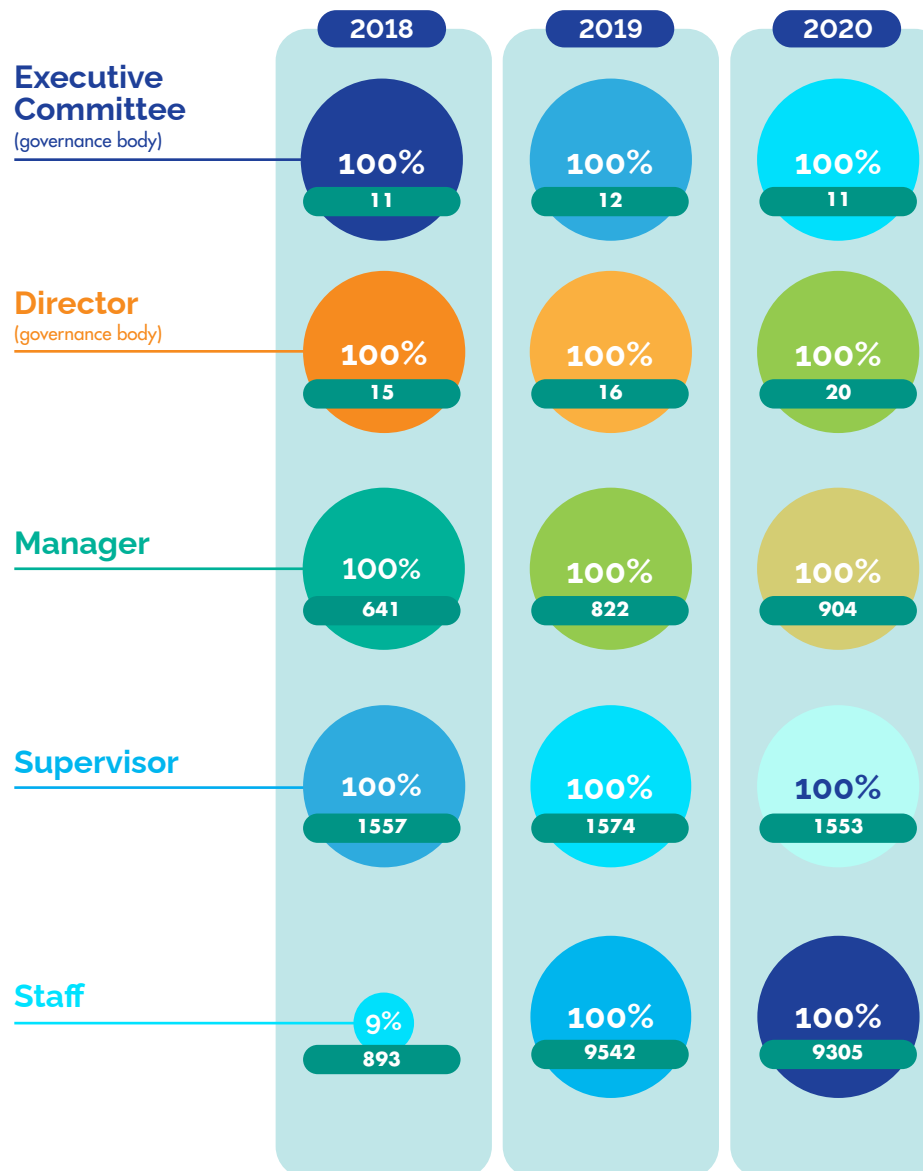 2018 2019 2020
Executive
Committee
(governance body)
100% 100% 100%
11 12 11
Director
(governance body)
100% 100% 100%
15 16 20
Manager
100% 100% 100%
641 822 904
Supervisor
100% 100% 100%
1557 1574 1553
Staff
9% 100% 100%
893 9542 9305